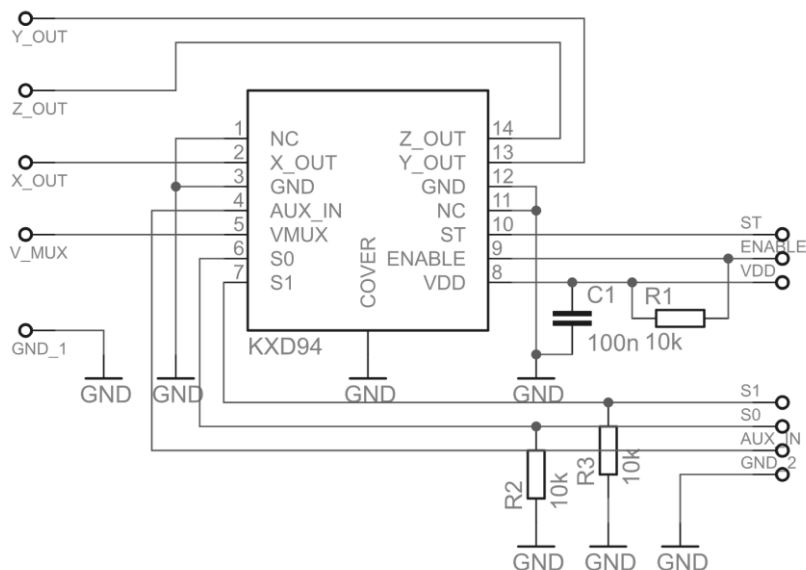 Y_OUT
Z_OUT
X_OUT
V_MUX
GND_1
1 NC
2 X_OUT
3 GND
4 AUX_IN
5 VMUX
6 S0
7 S1
Z_OUT 14
Y_OUT 13
GND 12
NC 11
ST 10
ENABLE 9
VDD 8
COVER
KXD94
ST
ENABLE
VDD
C1
100n
R1
10k
GND
GND
GND
GND
S1
S0
AUX_IN
GND_2
R2
10k
R3
10k
GND
GND
GND